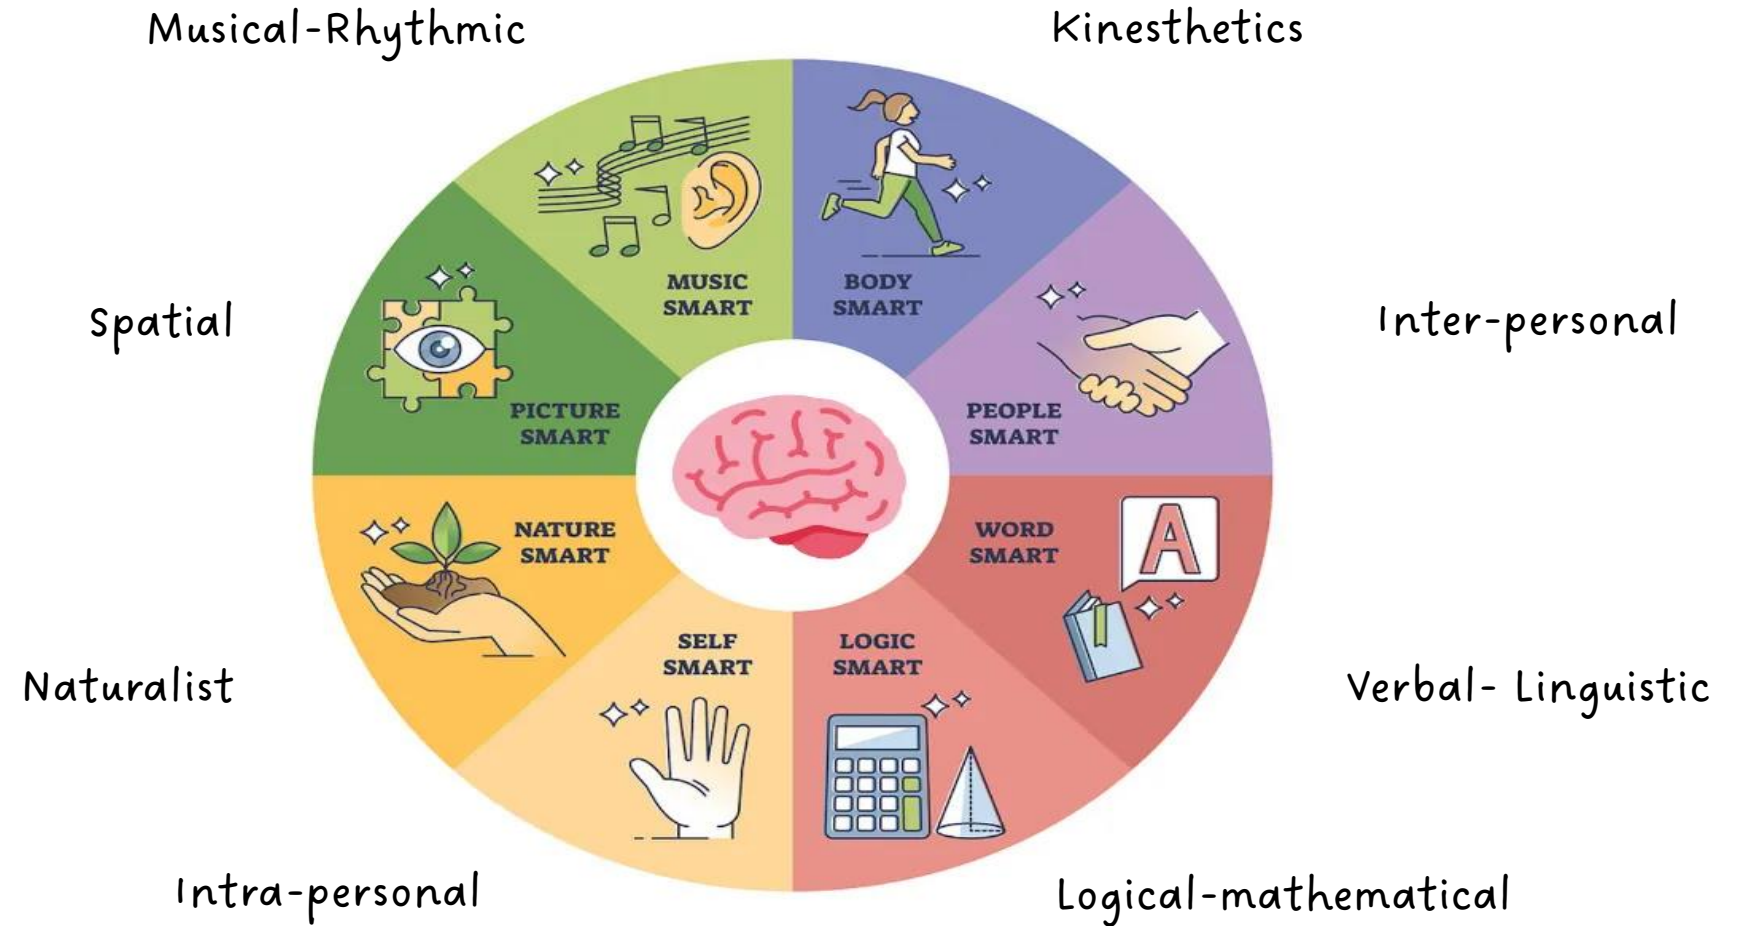 Musical-Rhythmic
Kinesthetics
MUSIC
SMART
BODY
SMART
Spatial
Inter-personal
PICTURE
SMART
PEOPLE
SMART
NATURE
SMART
WORD
SMART
A
SELF
SMART
LOGIC
SMART
Naturalist
Verbal- Linguistic
Intra-personal
Logical-mathematical